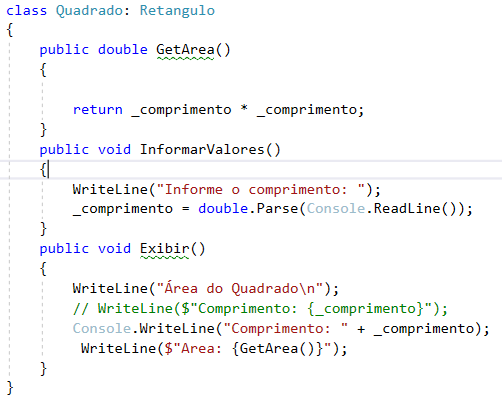 class Quadrado: Retangulo
{
public double GetArea()
{
return _comprimento * _comprimento;
}
public void InformarValores()
{
WriteLine("Informe o comprimento: ");
_comprimento = double.Parse(Console.ReadLine());
}
public void Exibir()
{
WriteLine("Área do Quadrado\n");
// WriteLine($"Comprimento: {_comprimento}");
Console.WriteLine("Comprimento: " + _comprimento);
WriteLine($"Area: {GetArea()}");
}
}